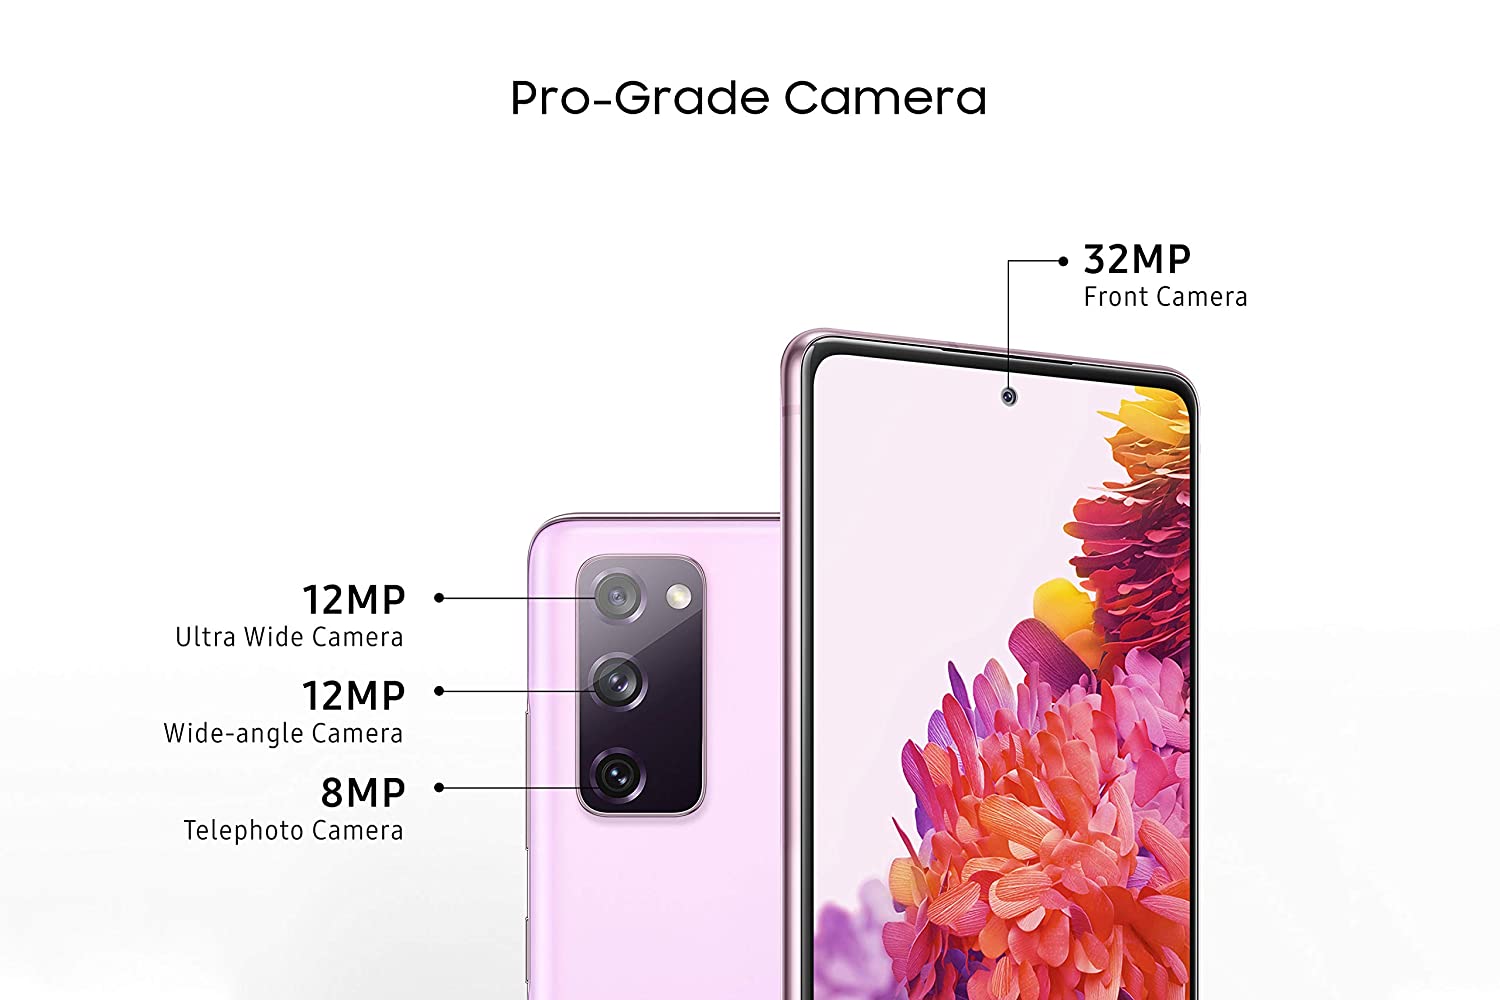 Pro-Grade Camera
32MP
Front Camera
12MP
Ultra Wide Camera
12MP
Wide-angle Camera
8MP
Telephoto Camera